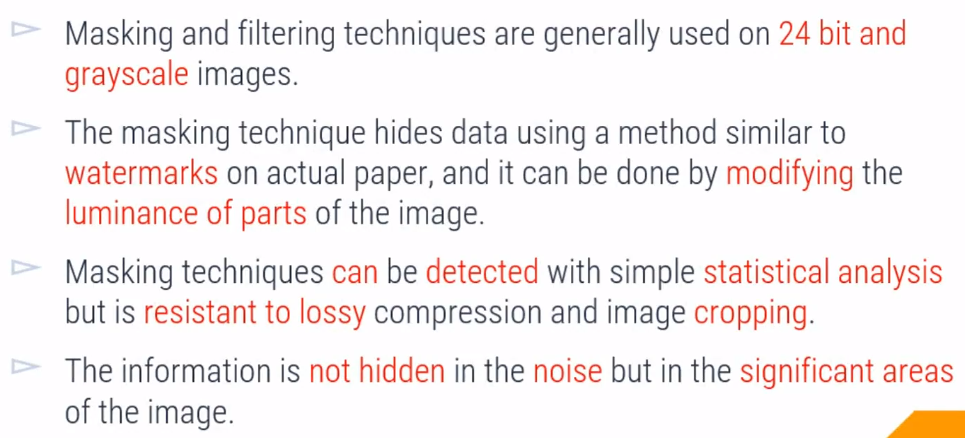 Masking and filtering techniques are generally used on 24 bit and
grayscale images.
The masking technique hides data using a method similar to
watermarks on actual paper, and it can be done by modifying the
luminance of parts of the image.
Masking techniques can be detected with simple statistical analysis
but is resistant to lossy compression and image cropping.
The information is not hidden in the noise but in the significant areas
of the image.